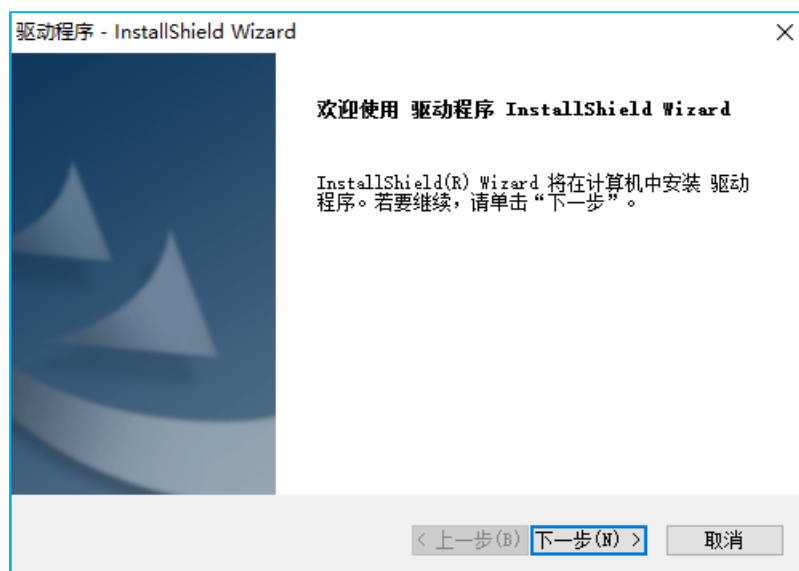 驱动程序 - InstallShield Wizard
欢迎使用 驱动程序 InstallShield Wizard
InstallShield(R) Wizard 将在计算机中安装 驱动
程序。若要继续，请单击“下一步”。
< 上一步(B) 下一步(N) > 取消